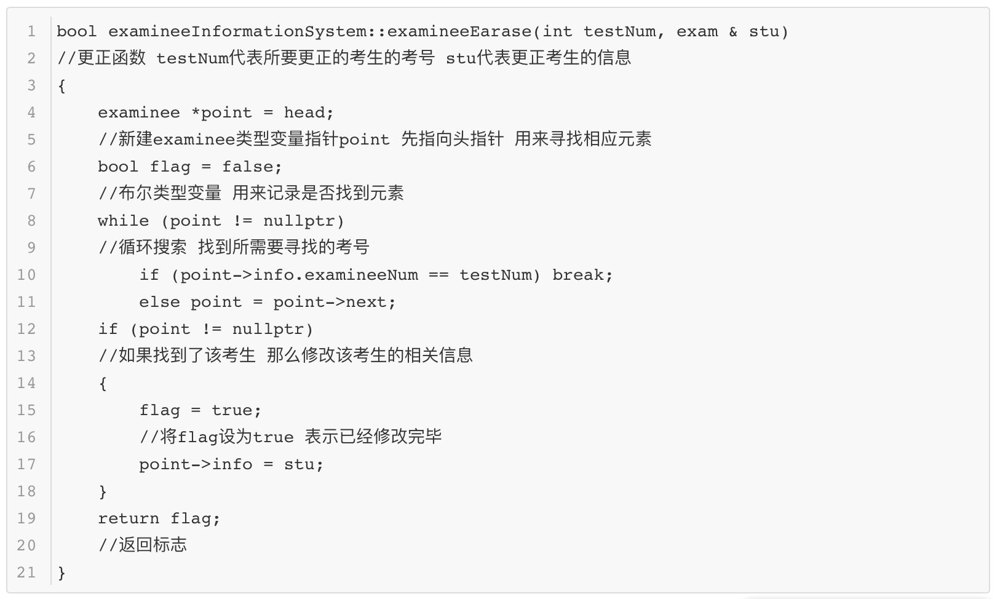 1 bool examineeInformationSystem::examineeEarase(int testNum, exam & stu)
2 //更正函数 testNum代表所要更正的考生的考号 stu代表更正考生的信息
3 {
4     examinee *point = head;
5     //新建examinee类型变量指针point 先指向头指针 用来寻找相应元素
6     bool flag = false;
7     //布尔类型变量 用来记录是否找到元素
8     while (point != nullptr)
9     //循环搜索 找到所需要寻找的考号
10         if (point->info.examineeNum == testNum) break;
11         else point = point->next;
12     if (point != nullptr)
13     //如果找到了该考生 那么修改该考生的相关信息
14     {
15         flag = true;
16         //将flag设为true 表示已经修改完毕
17         point->info = stu;
18     }
19     return flag;
20     //返回标志
21 }